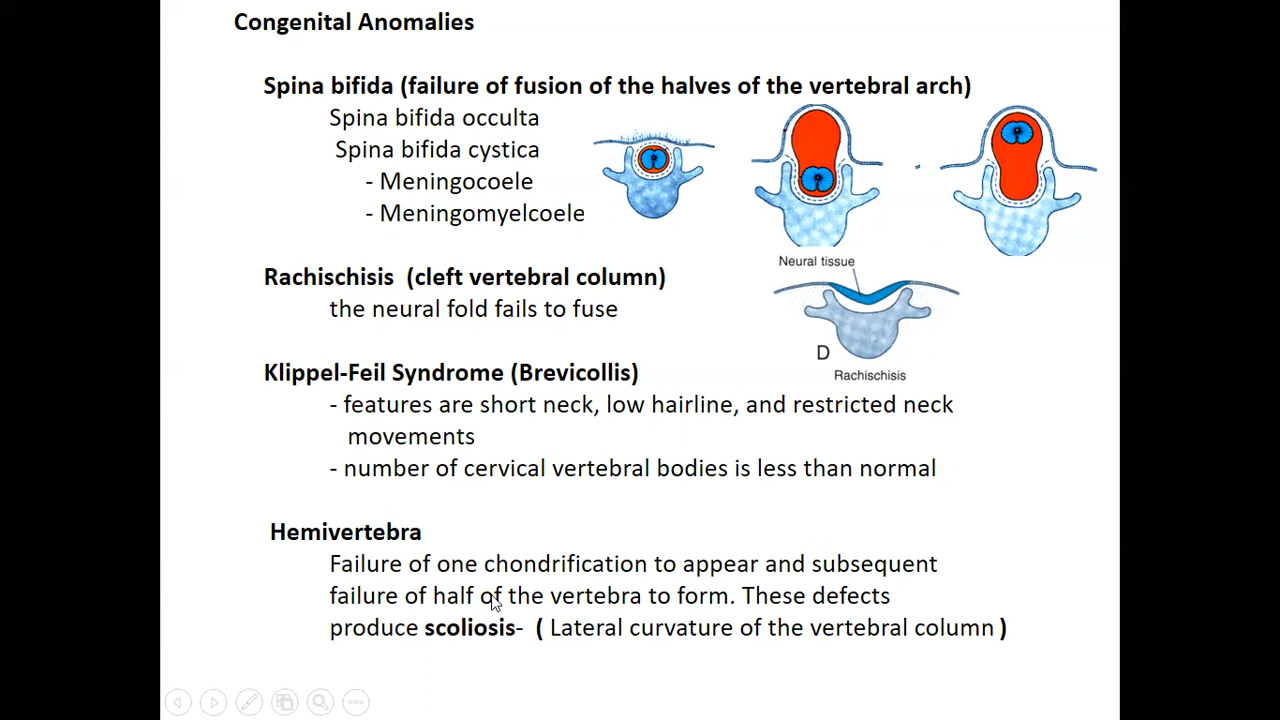 Congenital Anomalies
Spina bifida (failure of fusion of the halves of the vertebral arch)
Spina bifida occulta
Spina bifida cystica
- Meningocoele
- Meningomyelcoele
Neural tissue
Rachischisis (cleft vertebral column)
the neural fold fails to fuse
D
Rachischisis
Klippel-Feil Syndrome (Brevicollis)
- features are short neck, low hairline, and restricted neck
movements
- number of cervical vertebral bodies is less than normal
Hemivertebra
Failure of one chondrification to appear and subsequent
failure of half of the vertebra to form. These defects
produce scoliosis- ( Lateral curvature of the vertebral column )